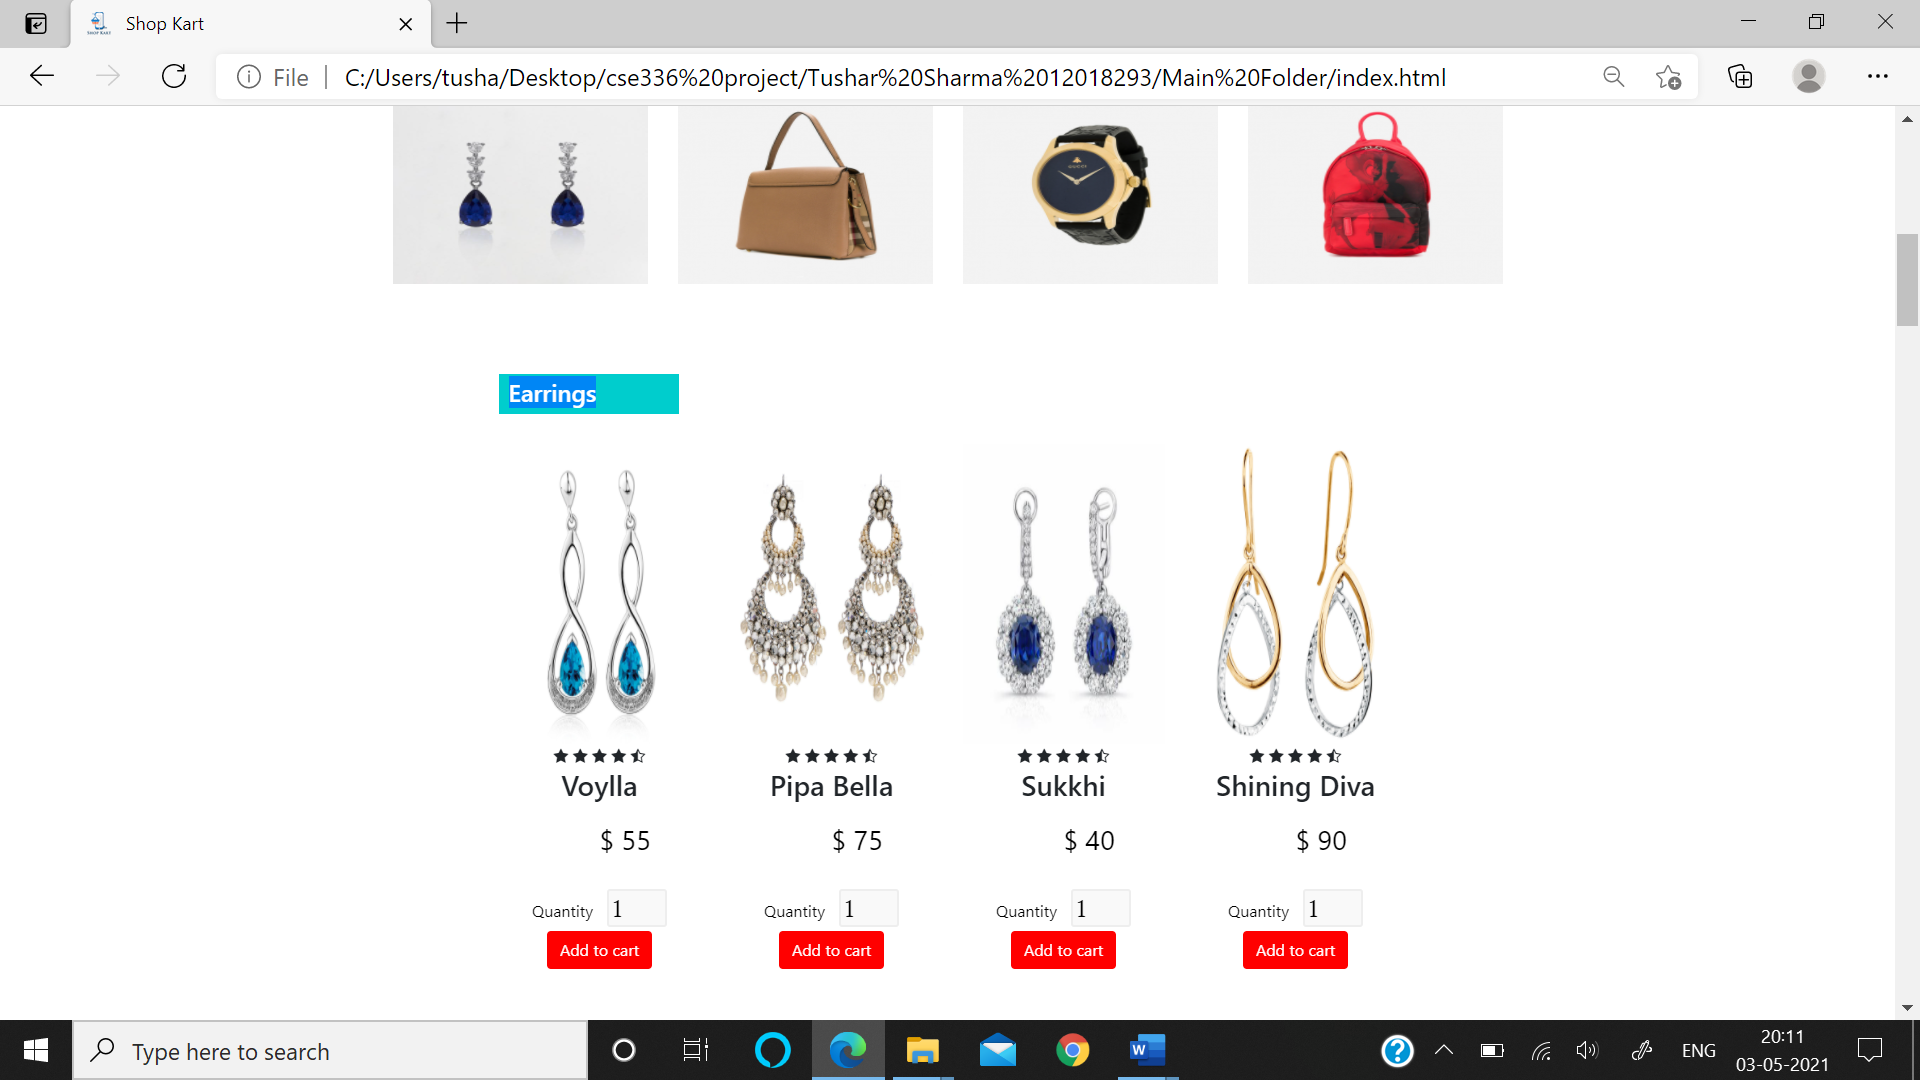 Shop Kart
File C:/Users/tusha/Desktop/cse336%20project/Tushar%20Sharma%2012018293/Main%20Folder/index.html
Earrings
Voylla Pipa Bella Sukkhi Shining Diva
$ 55 $ 75 $ 40 $ 90
Quantity 1 Quantity 1 Quantity 1 Quantity 1
Add to cart Add to cart Add to cart Add to cart
Type here to search
W
ENG
20:11
03-05-2021